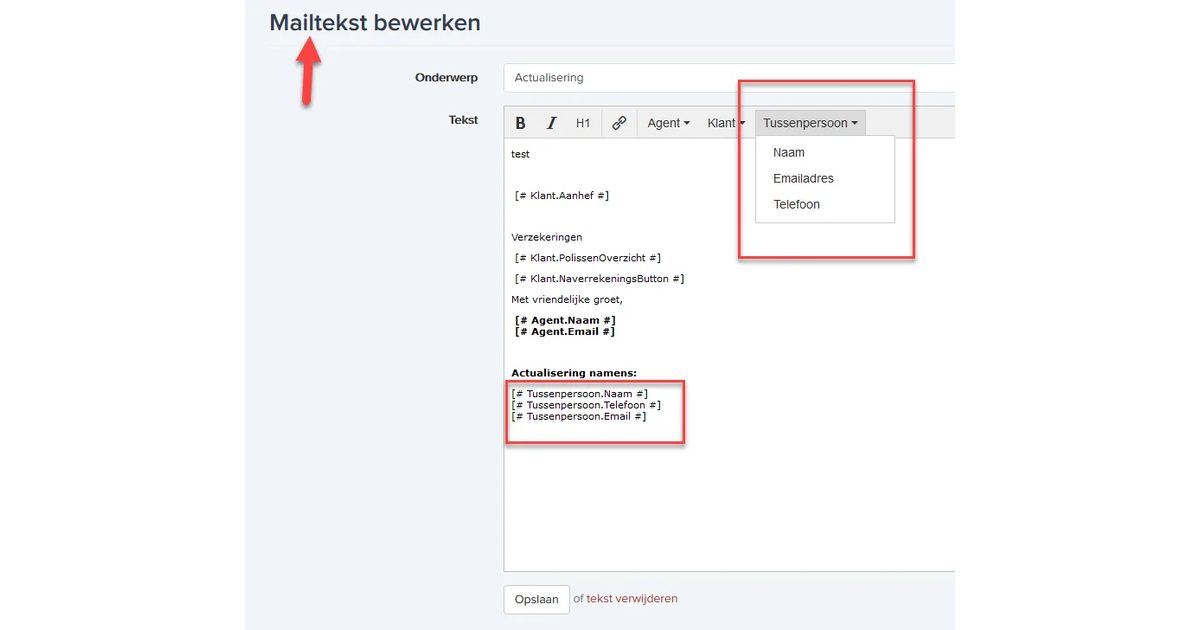 Mailtekst bewerken
Onderwerp
Actualisering
Tekst
B I H1 Agent Klant Tussenpersoon
Naam
Emailadres
Telefoon
test
[# Klant.Aanhef #]
Verzekeringen
[# Klant.PolissenOverzicht #]
[# Klant.NaverrekeningsButton #]
Met vriendelijke groet,
[# Agent.Naam #]
[# Agent.Email #]
Actualisering namens:
[# Tussenpersoon.Naam #]
[# Tussenpersoon.Telefoon #]
[# Tussenpersoon.Email #]
Opslaan of tekst verwijderen